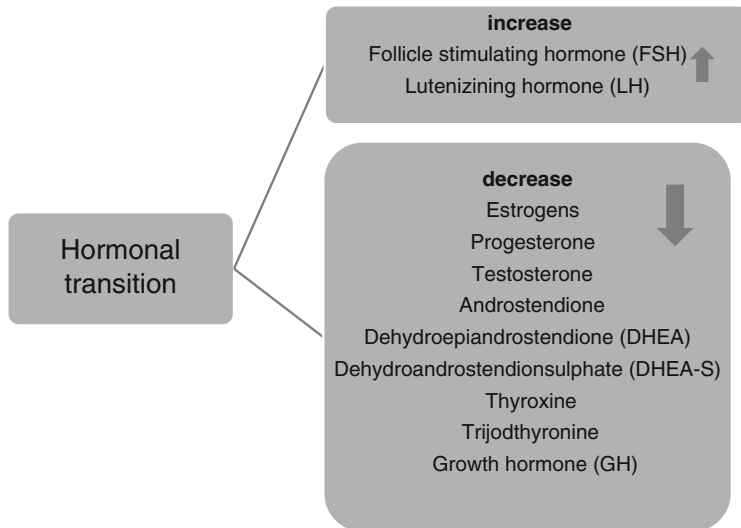 Hormonal
transition
increase
Follicle stimulating hormone (FSH)
Lutenizining hormone (LH)
decrease
Estrogens
Progesterone
Testosterone
Androstendione
Dehydroepiandrostendione (DHEA)
Dehydroandrostendionsulphate (DHEA-S)
Thyroxine
Trijodthyronine
Growth hormone (GH)